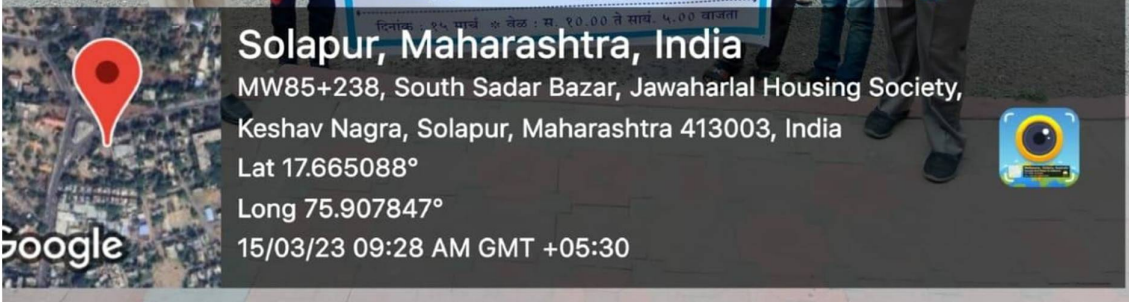 दिनांक : १५ मार्च * वेळ : स. १०.०० ते सायं. ५.०० वाजता
Solapur, Maharashtra, India
MW85+238, South Sadar Bazar, Jawaharlal Housing Society,
Keshav Nagra, Solapur, Maharashtra 413003, India
Lat 17.665088°
Long 75.907847°
15/03/23 09:28 AM GMT +05:30
Google